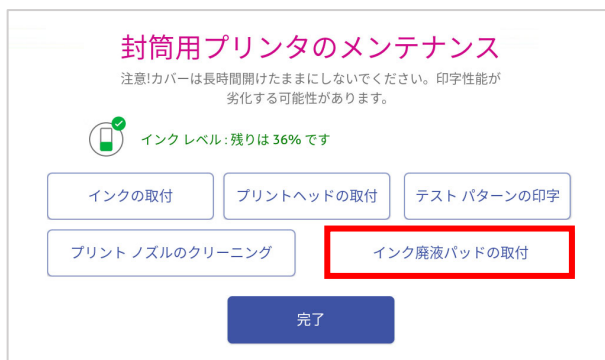 封筒用プリンタのメンテナンス
注意!カバーは長時間開けたままにしないでください。印字性能が
劣化する可能性があります。
インク レベル : 残りは 36% です
インクの取付
プリントヘッドの取付
テスト パターンの印字
プリント ノズルのクリーニング
インク廃液パッドの取付
完了